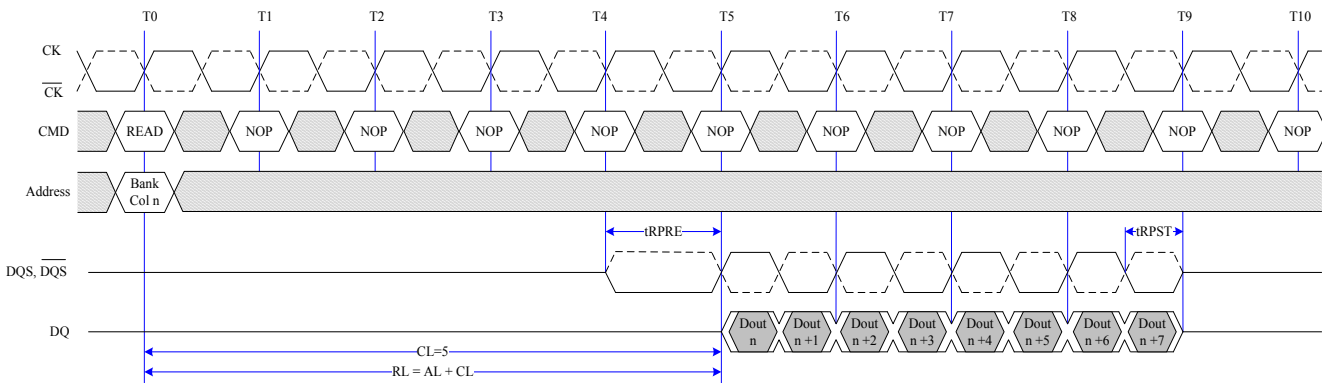 T0 T1 T2 T3 T4 T5 T6 T7 T8 T9 T10
CK
CK
CMD READ NOP NOP NOP NOP NOP NOP NOP NOP NOP NOP
Address Bank
Col n
tRPRE tRPST
DQS, DQS
DQ Dout n Dout n +1 Dout n +2 Dout n +3 Dout n +4 Dout n +5 Dout n +6 Dout n +7
CL=5
RL = AL + CL